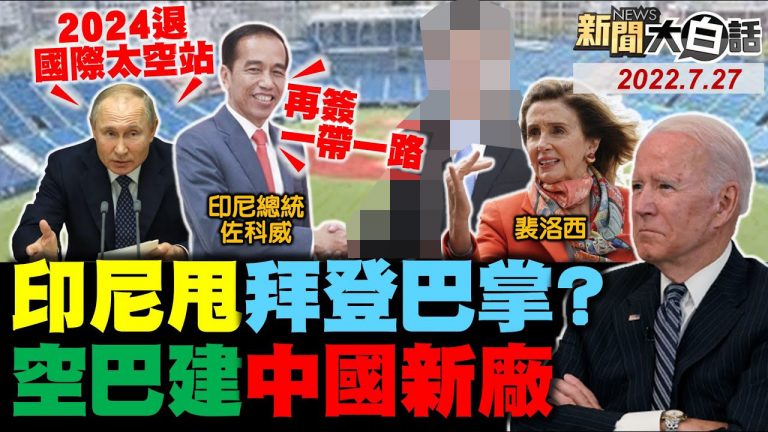 2024退
國際太空站
再簽
一帶一路
NEWS
新聞大白話
2022.7.27
印尼總統
佐科威
裴洛西
印尼甩拜登巴掌?
空巴建中國新廠